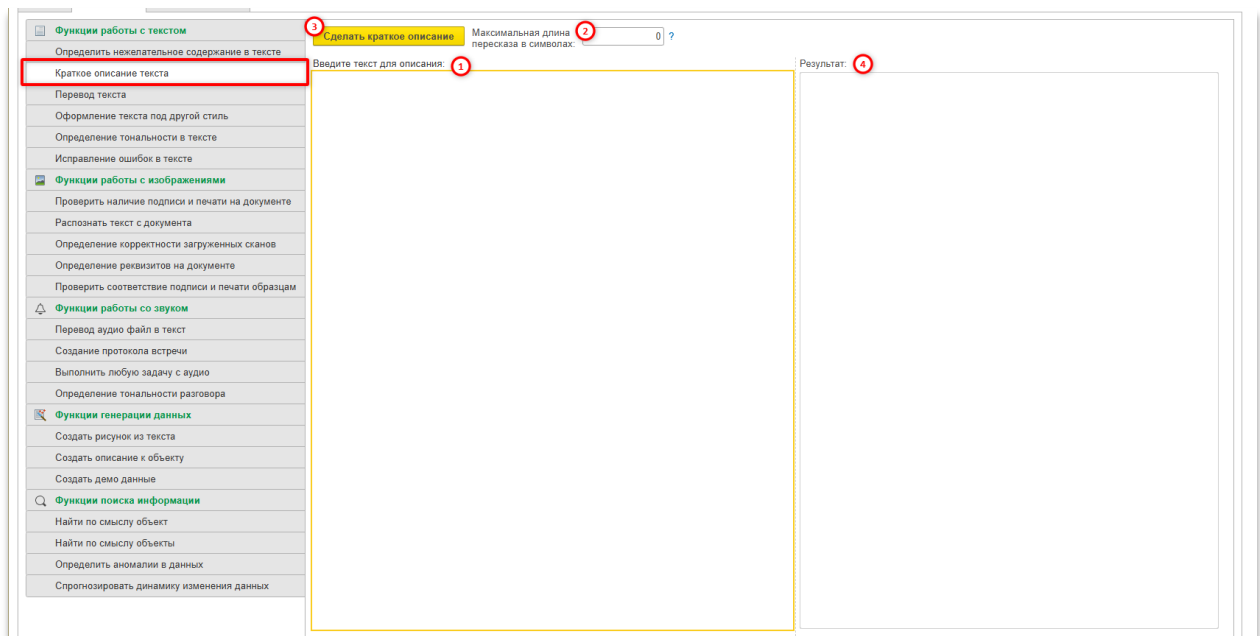 Функции работы с текстом
Определить нежелательное содержание в тексте
Краткое описание текста
Перевод текста
Оформление текста под другой стиль
Определение тональности в тексте
Исправление ошибок в тексте
Функции работы с изображениями
Проверить наличие подписи и печати на документе
Распознать текст с документа
Определение корректности загруженных сканов
Определение реквизитов на документе
Проверить соответствие подписи и печати образцам
Функции работы со звуком
Перевод аудио файл в текст
Создание протокола встречи
Выполнить любую задачу с аудио
Определение тональности разговора
Функции генерации данных
Создать рисунок из текста
Создать описание к объекту
Создать демо данные
Функции поиска информации
Найти по смыслу объект
Найти по смыслу объекты
Определить аномалии в данных
Спрогнозировать динамику изменения данных
3
Сделать краткое описание
Максимальная длина
пересказа в символах:
2
0 ?
Введите текст для описания:
1
Результат:
4